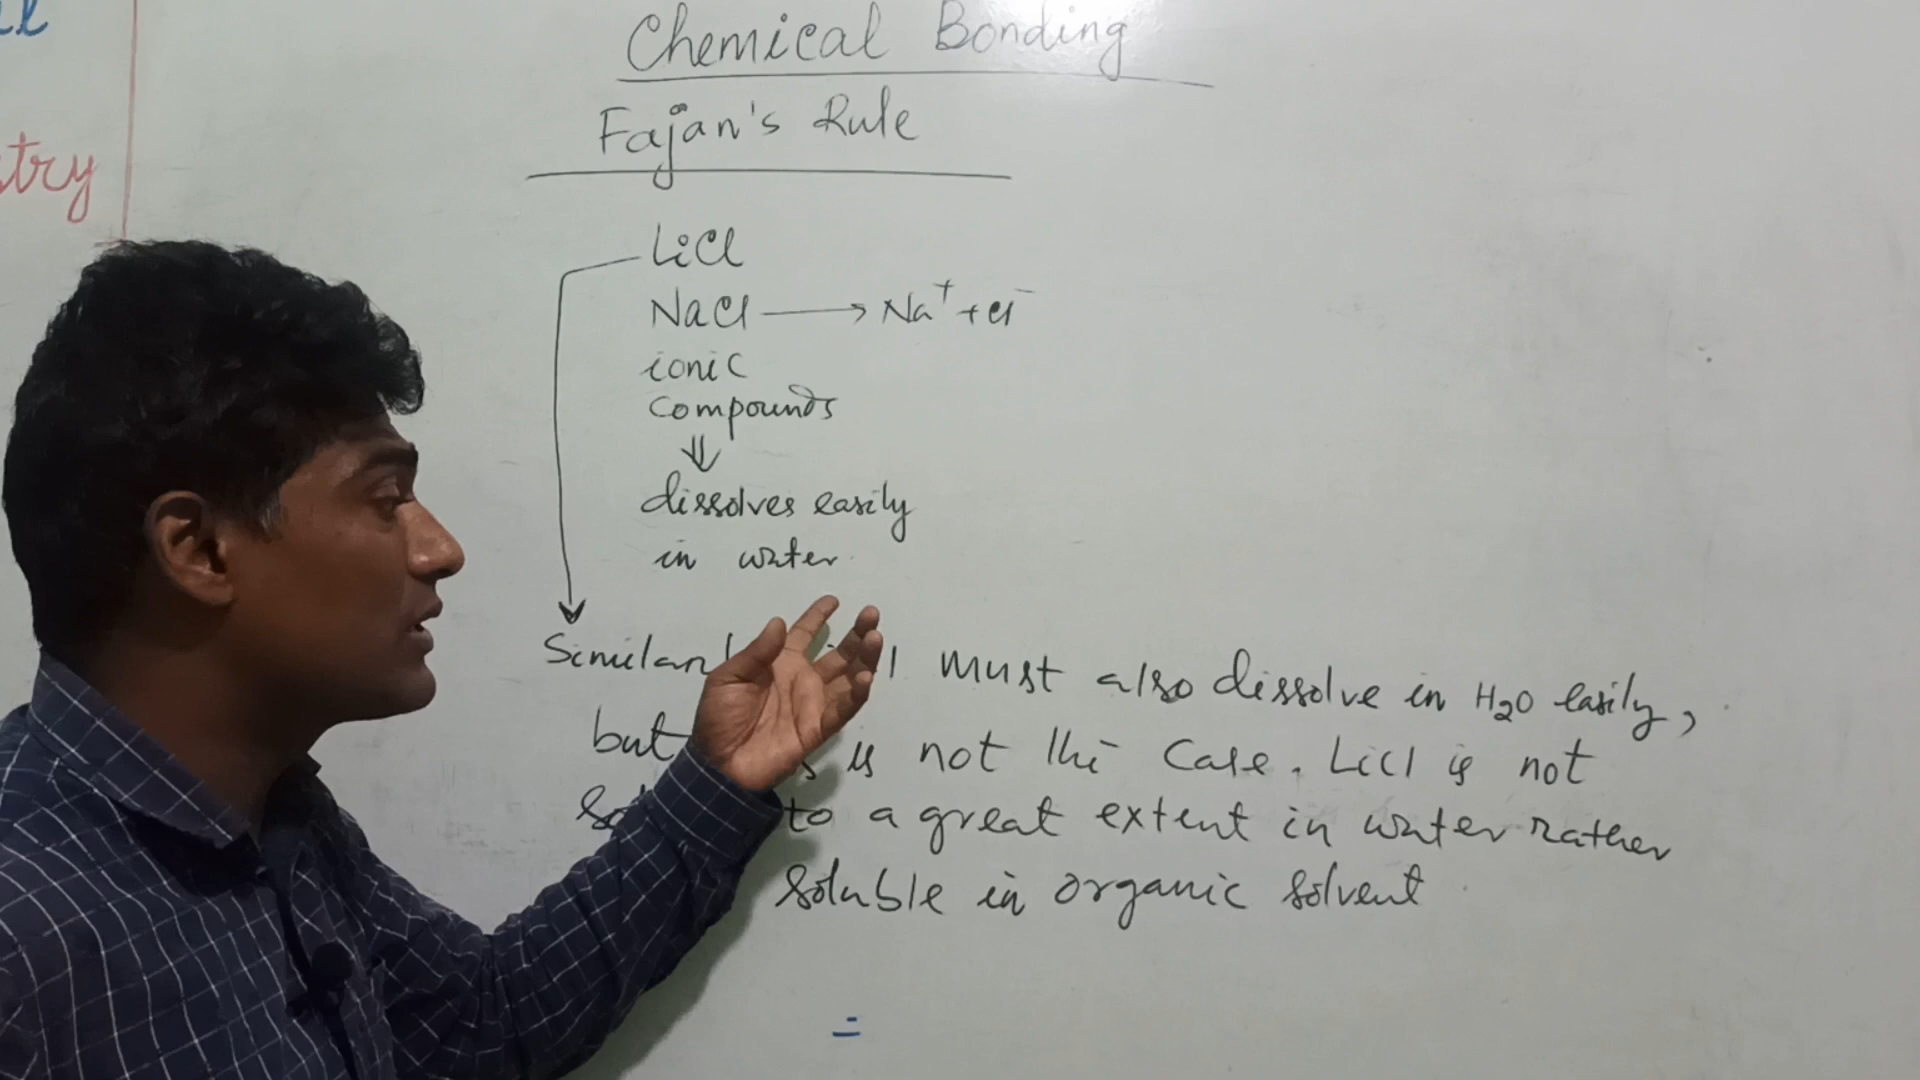 try
Chemical Bonding
Fajan's Rule
LiCl
NaCl → Na⁺ + Cl⁻
ionic
compounds
⇓
dissolves easily
in water
must also dissolve in H₂O easily,
but is not the Case. LiCl is not
to a great extent in water rather
soluble in organic solvent
=